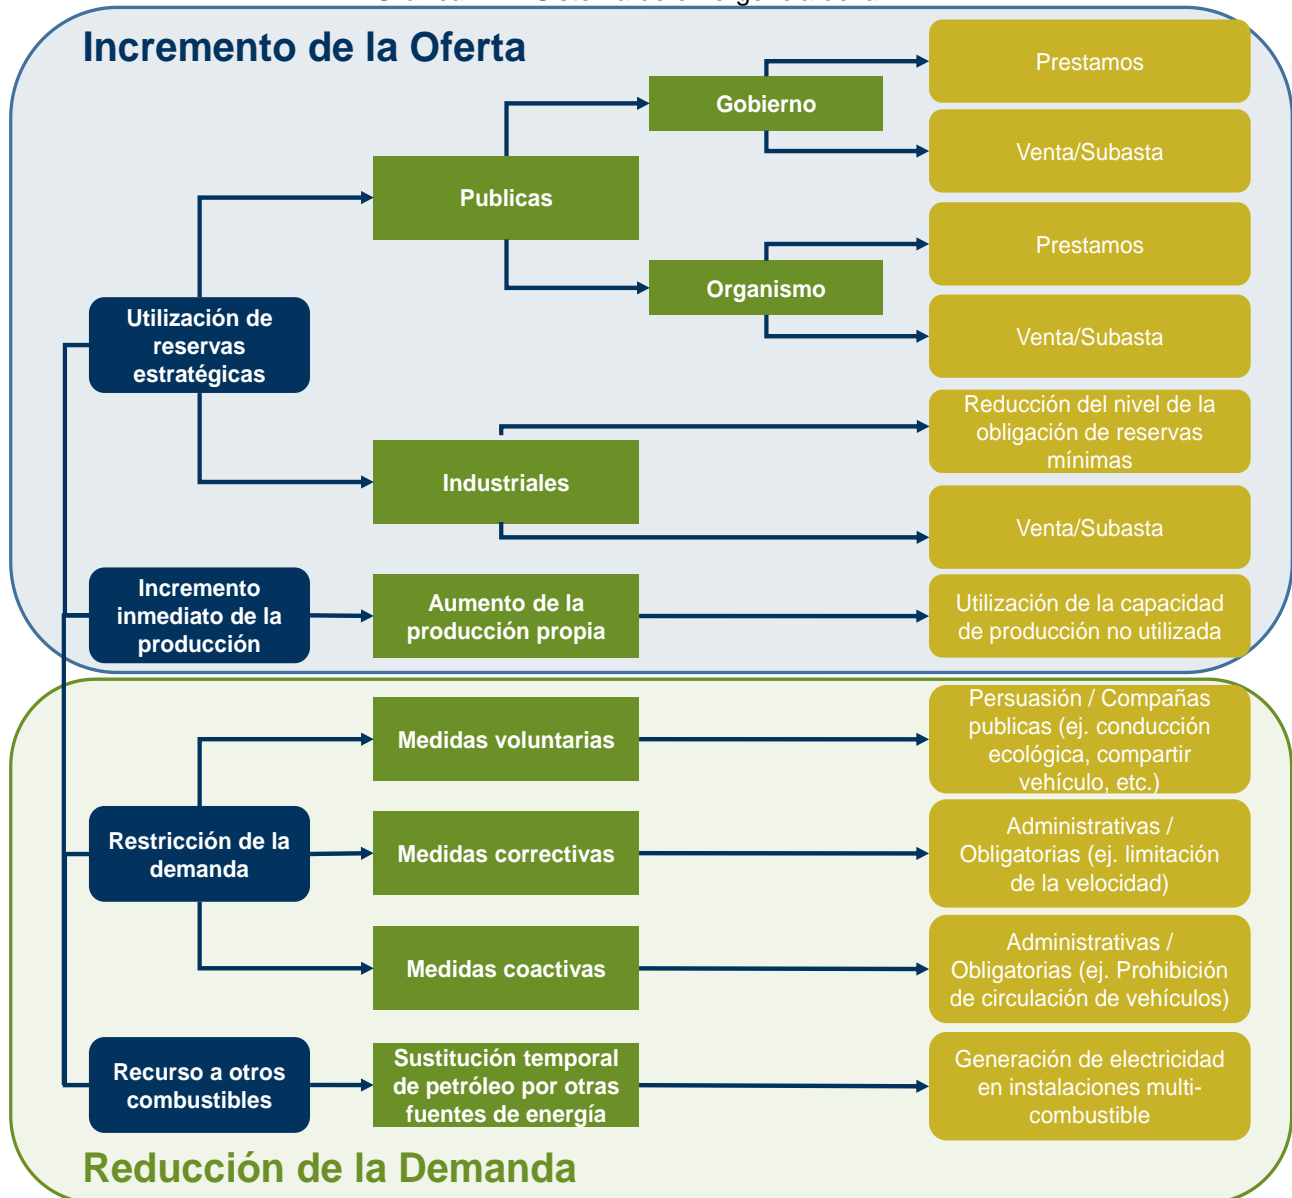 Incremento de la Oferta
Prestamos
Gobierno
Venta/Subasta
Publicas
Prestamos
Organismo
Venta/Subasta
Utilización de
reservas
estratégicas
Reducción del nivel de la
obligación de reservas
mínimas
Industriales
Venta/Subasta
Incremento
inmediato de la
producción
Aumento de la
producción propia
Utilización de la capacidad
de producción no utilizada
Medidas voluntarias
Persuasión / Compañas
publicas (ej. conducción
ecológica, compartir
vehículo, etc.)
Restricción de la
demanda
Medidas correctivas
Administrativas /
Obligatorias (ej. limitación
de la velocidad)
Medidas coactivas
Administrativas /
Obligatorias (ej. Prohibición
de circulación de vehículos)
Recurso a otros
combustibles
Sustitución temporal
de petróleo por otras
fuentes de energía
Generación de electricidad
en instalaciones multi-
combustible
Reducción de la Demanda